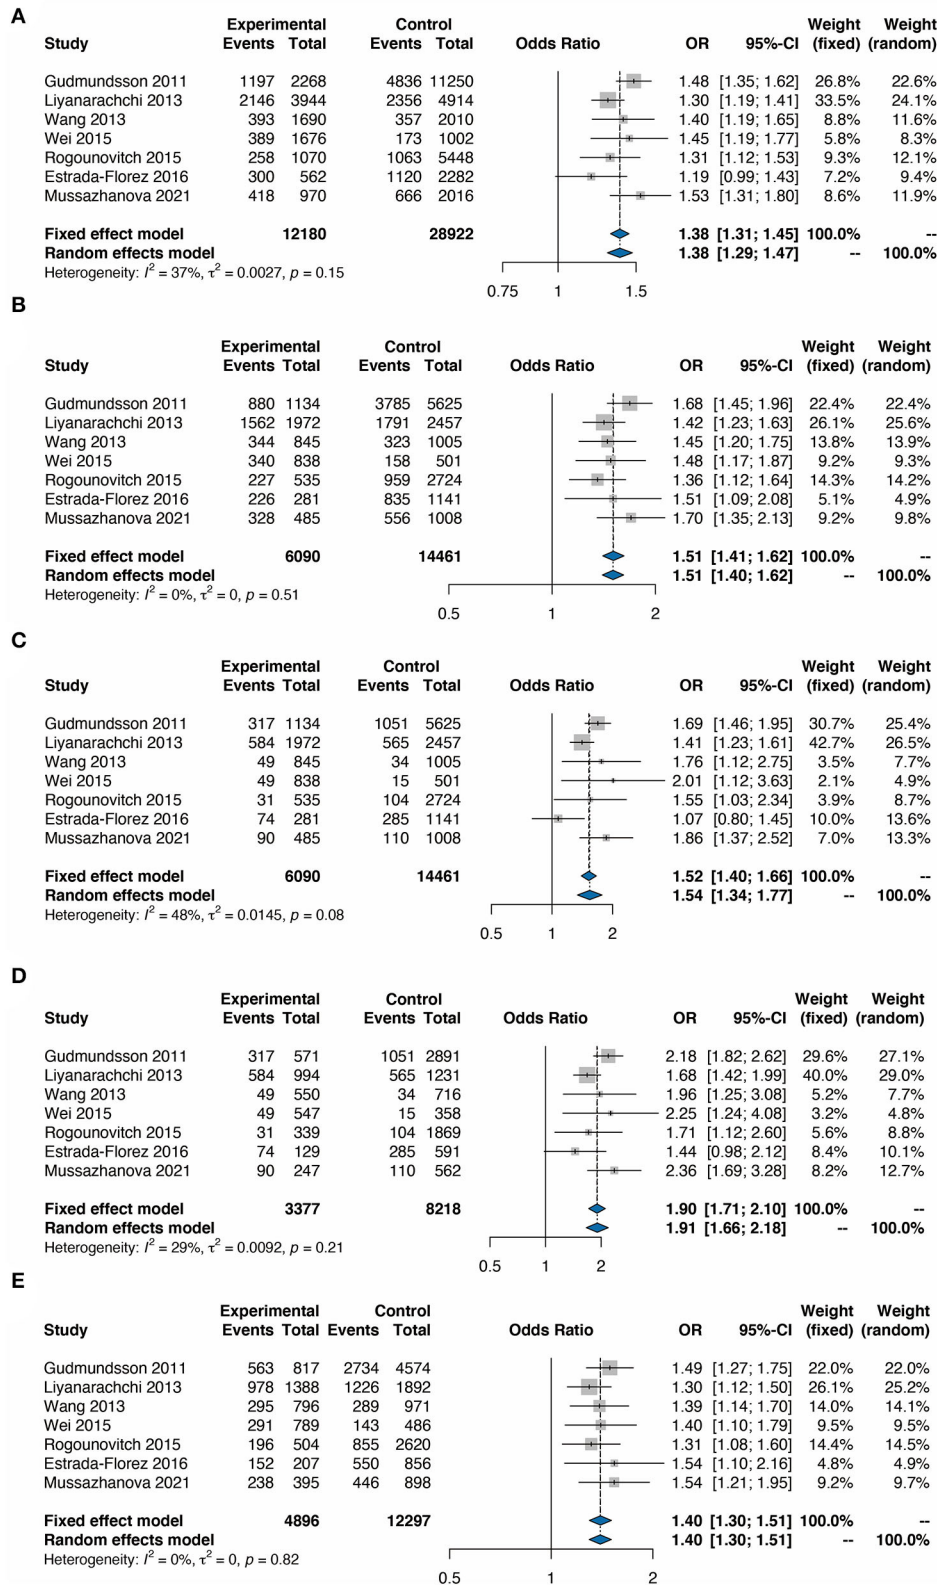 A
Experimental Control Weight Weight
Study Events Total Events Total Odds Ratio OR 95%-CI (fixed) (random)
Gudmundsson 2011 1197 2268 4836 11250 1.48 [1.35; 1.62] 26.8% 22.6%
Liyanarachchi 2013 2146 3944 2356 4914 1.30 [1.19; 1.41] 33.5% 24.1%
Wang 2013 393 1690 357 2010 1.40 [1.19; 1.65] 8.8% 11.6%
Wei 2015 389 1676 173 1002 1.45 [1.19; 1.77] 5.8% 8.3%
Rogounovitch 2015 258 1070 1063 5448 1.31 [1.12; 1.53] 9.3% 12.1%
Estrada-Florez 2016 300 562 1120 2282 1.19 [0.99; 1.43] 7.2% 9.4%
Mussazhanova 2021 418 970 666 2016 1.53 [1.31; 1.80] 8.6% 11.9%
Fixed effect model 12180 28922 1.38 [1.31; 1.45] 100.0% --
Random effects model 1.38 [1.29; 1.47] -- 100.0%
Heterogeneity: I² = 37%, τ² = 0.0027, p = 0.15
0.75 1 1.5
B
Experimental Control Weight Weight
Study Events Total Events Total Odds Ratio OR 95%-CI (fixed) (random)
Gudmundsson 2011 880 1134 3785 5625 1.68 [1.45; 1.96] 22.4% 22.4%
Liyanarachchi 2013 1562 1972 1791 2457 1.42 [1.23; 1.63] 26.1% 25.6%
Wang 2013 344 845 323 1005 1.45 [1.20; 1.75] 13.8% 13.9%
Wei 2015 340 838 158 501 1.48 [1.17; 1.87] 9.2% 9.3%
Rogounovitch 2015 227 535 959 2724 1.36 [1.12; 1.64] 14.3% 14.2%
Estrada-Florez 2016 226 281 835 1141 1.51 [1.09; 2.08] 5.1% 4.9%
Mussazhanova 2021 328 485 556 1008 1.70 [1.35; 2.13] 9.2% 9.8%
Fixed effect model 6090 14461 1.51 [1.41; 1.62] 100.0% --
Random effects model 1.51 [1.40; 1.62] -- 100.0%
Heterogeneity: I² = 0%, τ² = 0, p = 0.51
0.5 1 2
C
Experimental Control Weight Weight
Study Events Total Events Total Odds Ratio OR 95%-CI (fixed) (random)
Gudmundsson 2011 317 1134 1051 5625 1.69 [1.46; 1.95] 30.7% 25.4%
Liyanarachchi 2013 584 1972 565 2457 1.41 [1.23; 1.61] 42.7% 26.5%
Wang 2013 49 845 34 1005 1.76 [1.12; 2.75] 3.5% 7.7%
Wei 2015 49 838 15 501 2.01 [1.12; 3.63] 2.1% 4.9%
Rogounovitch 2015 31 535 104 2724 1.55 [1.03; 2.34] 3.9% 8.7%
Estrada-Florez 2016 74 281 285 1141 1.07 [0.80; 1.45] 10.0% 13.6%
Mussazhanova 2021 90 485 110 1008 1.86 [1.37; 2.52] 7.0% 13.3%
Fixed effect model 6090 14461 1.52 [1.40; 1.66] 100.0% --
Random effects model 1.54 [1.34; 1.77] -- 100.0%
Heterogeneity: I² = 48%, τ² = 0.0145, p = 0.08
0.5 1 2
D
Experimental Control Weight Weight
Study Events Total Events Total Odds Ratio OR 95%-CI (fixed) (random)
Gudmundsson 2011 317 571 1051 2891 2.18 [1.82; 2.62] 29.6% 27.1%
Liyanarachchi 2013 584 994 565 1231 1.68 [1.42; 1.99] 40.0% 29.0%
Wang 2013 49 550 34 716 1.96 [1.25; 3.08] 5.2% 7.7%
Wei 2015 49 547 15 358 2.25 [1.24; 4.08] 3.2% 4.8%
Rogounovitch 2015 31 339 104 1869 1.71 [1.12; 2.60] 5.6% 8.8%
Estrada-Florez 2016 74 129 285 591 1.44 [0.98; 2.12] 8.4% 10.1%
Mussazhanova 2021 90 247 110 562 2.36 [1.69; 3.28] 8.2% 12.7%
Fixed effect model 3377 8218 1.90 [1.71; 2.10] 100.0% --
Random effects model 1.91 [1.66; 2.18] -- 100.0%
Heterogeneity: I² = 29%, τ² = 0.0092, p = 0.21
0.5 1 2
E
Experimental Control Weight Weight
Study Events Total Events Total Odds Ratio OR 95%-CI (fixed) (random)
Gudmundsson 2011 563 817 2734 4574 1.49 [1.27; 1.75] 22.0% 22.0%
Liyanarachchi 2013 978 1388 1226 1892 1.30 [1.12; 1.50] 26.1% 25.2%
Wang 2013 295 796 289 971 1.39 [1.14; 1.70] 14.0% 14.1%
Wei 2015 291 789 143 486 1.40 [1.10; 1.79] 9.5% 9.5%
Rogounovitch 2015 196 504 855 2620 1.31 [1.08; 1.60] 14.4% 14.5%
Estrada-Florez 2016 152 207 550 856 1.54 [1.10; 2.16] 4.8% 4.9%
Mussazhanova 2021 238 395 446 898 1.54 [1.21; 1.95] 9.2% 9.7%
Fixed effect model 4896 12297 1.40 [1.30; 1.51] 100.0% --
Random effects model 1.40 [1.30; 1.51] -- 100.0%
Heterogeneity: I² = 0%, τ² = 0, p = 0.82
0.5 1 2